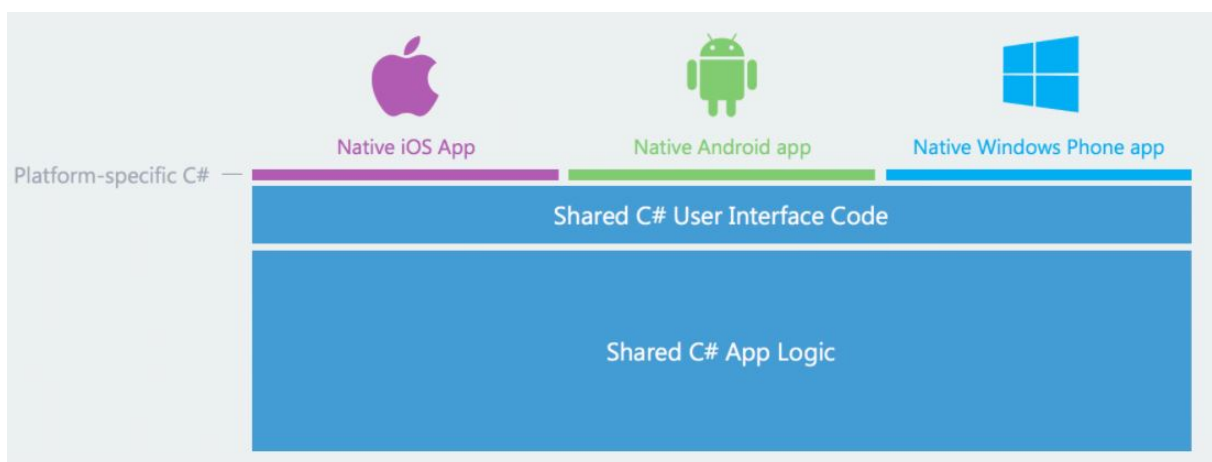 Native iOS App
Native Android app
Native Windows Phone app
Platform-specific C#
Shared C# User Interface Code
Shared C# App Logic